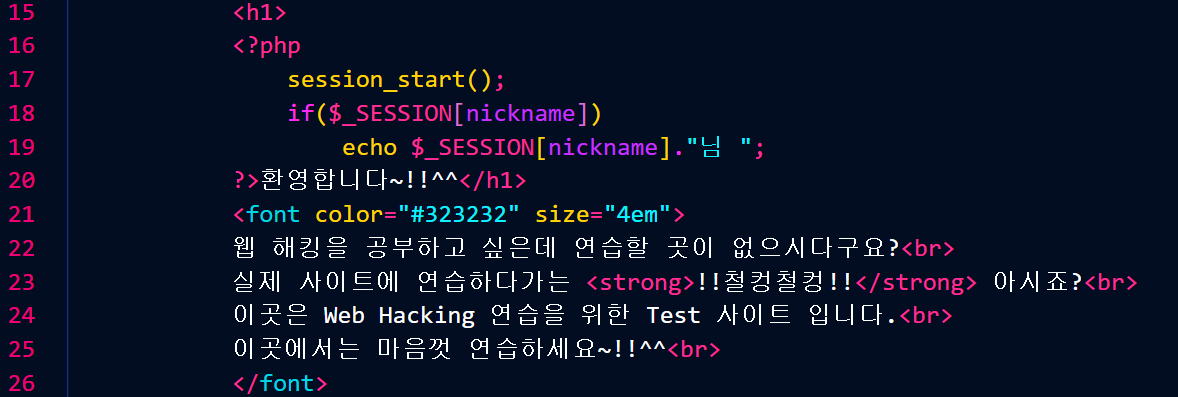 15 <h1>
16 <?php
17 session_start();
18 if($_SESSION[nickname])
19 echo $_SESSION[nickname]."님 ";
20 ?>환영합니다~!!^^</h1>
21 <font color="#323232" size="4em">
22 웹 해킹을 공부하고 싶은데 연습할 곳이 없으시다구요?<br>
23 실제 사이트에 연습하다가는 <strong>!!철컹철컹!!</strong> 아시죠?<br>
24 이곳은 Web Hacking 연습을 위한 Test 사이트 입니다.<br>
25 이곳에서는 마음껏 연습하세요~!!^^<br>
26 </font>